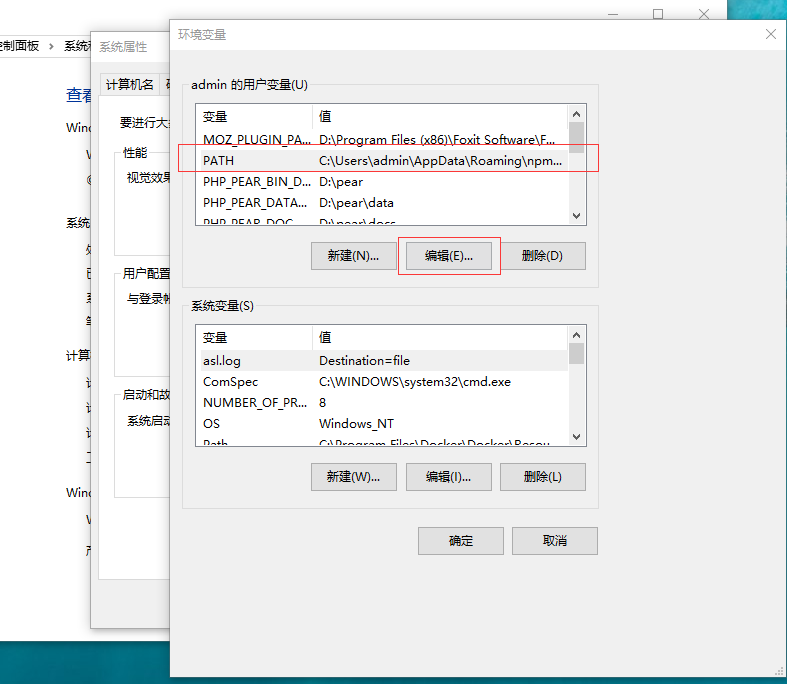 控制面板 › 系统
系统属性
环境变量
计算机名
要进行大
性能
视觉效果
用户配置
与登录帐
启动和故
系统启动
查看
Wind
系统
计算
Wind
admin 的用户变量(U)
变量 值
MOZ_PLUGIN_PA... D:\Program Files (x86)\Foxit Software\F...
PATH C:\Users\admin\AppData\Roaming\npm...
PHP_PEAR_BIN_D... D:\pear
PHP_PEAR_DATA... D:\pear\data
PHP_PEAR_DOC D:\pear\docs
新建(N)... 编辑(E)... 删除(D)
系统变量(S)
变量 值
asl.log Destination=file
ComSpec C:\WINDOWS\system32\cmd.exe
NUMBER_OF_PR... 8
OS Windows_NT
Path C:\Program Files\Docker\Docker\Resou
新建(W)... 编辑(I)... 删除(L)
确定 取消